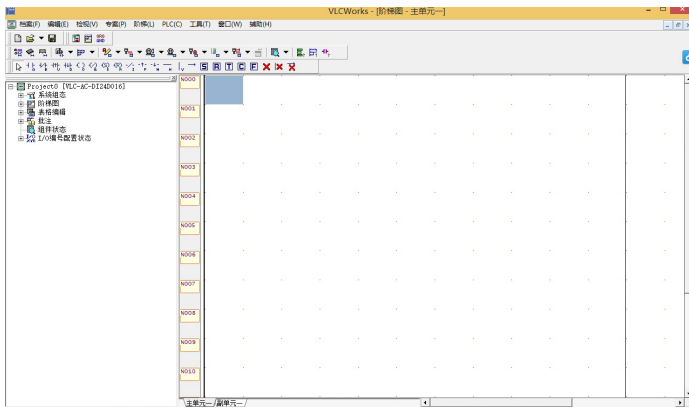 VLCWorks - [阶梯图 - 主单元一]
档案(F) 编辑(E) 检视(V) 专案(P) 阶梯(L) PLC(C) 工具(T) 窗口(W) 辅助(H)
S R T C F
Project0 [VLC-AC-DI24DO16]
系统组态
阶梯图
表格编辑
批注
组件状态
I/O编号配置状态
N000
N001
N002
N003
N004
N005
N006
N007
N008
N009
N010
主单元一 副单元一